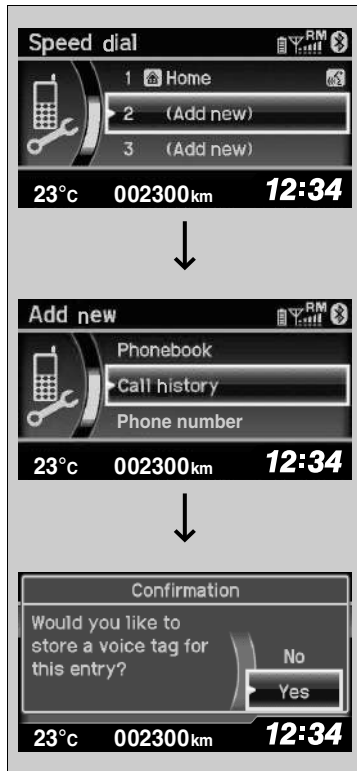 Speed dial RM
1 Home
2 (Add new)
3 (Add new)
23°c 002300km 12:34
Add new RM
Phonebook
Call history
Phone number
23°c 002300km 12:34
Confirmation
Would you like to
store a voice tag for
this entry?
No
Yes
23°c 002300km 12:34